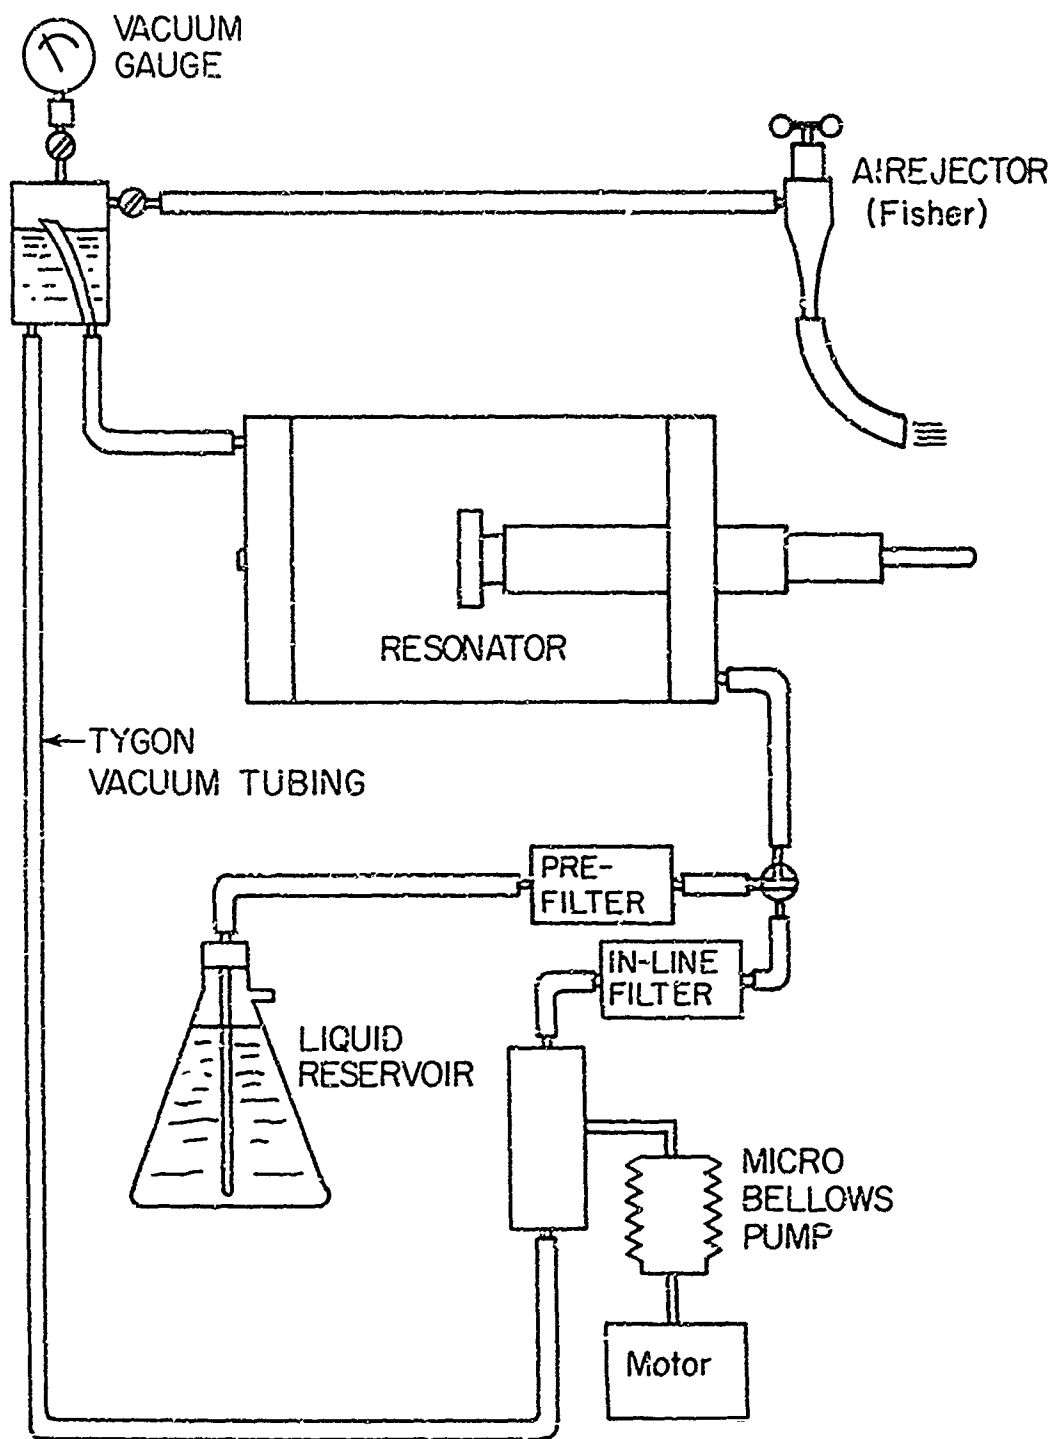 VACUUM
GAUGE
AIREJECTOR
(Fisher)
RESONATOR
TYGON
VACUUM TUBING
PRE-
FILTER
IN-LINE
FILTER
LIQUID
RESERVOIR
MICRO
BELLOWS
PUMP
Motor